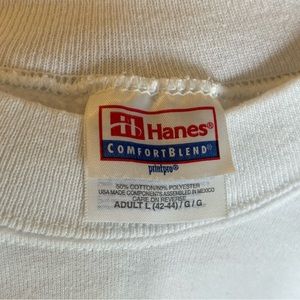 Hanes®
COMFORTBLEND®
printpro®
50% COTTON/50% POLYESTER
USA MADE COMPONENTS ASSEMBLED IN MEXICO
CARE ON REVERSE
ADULT L (42-44) / G / G